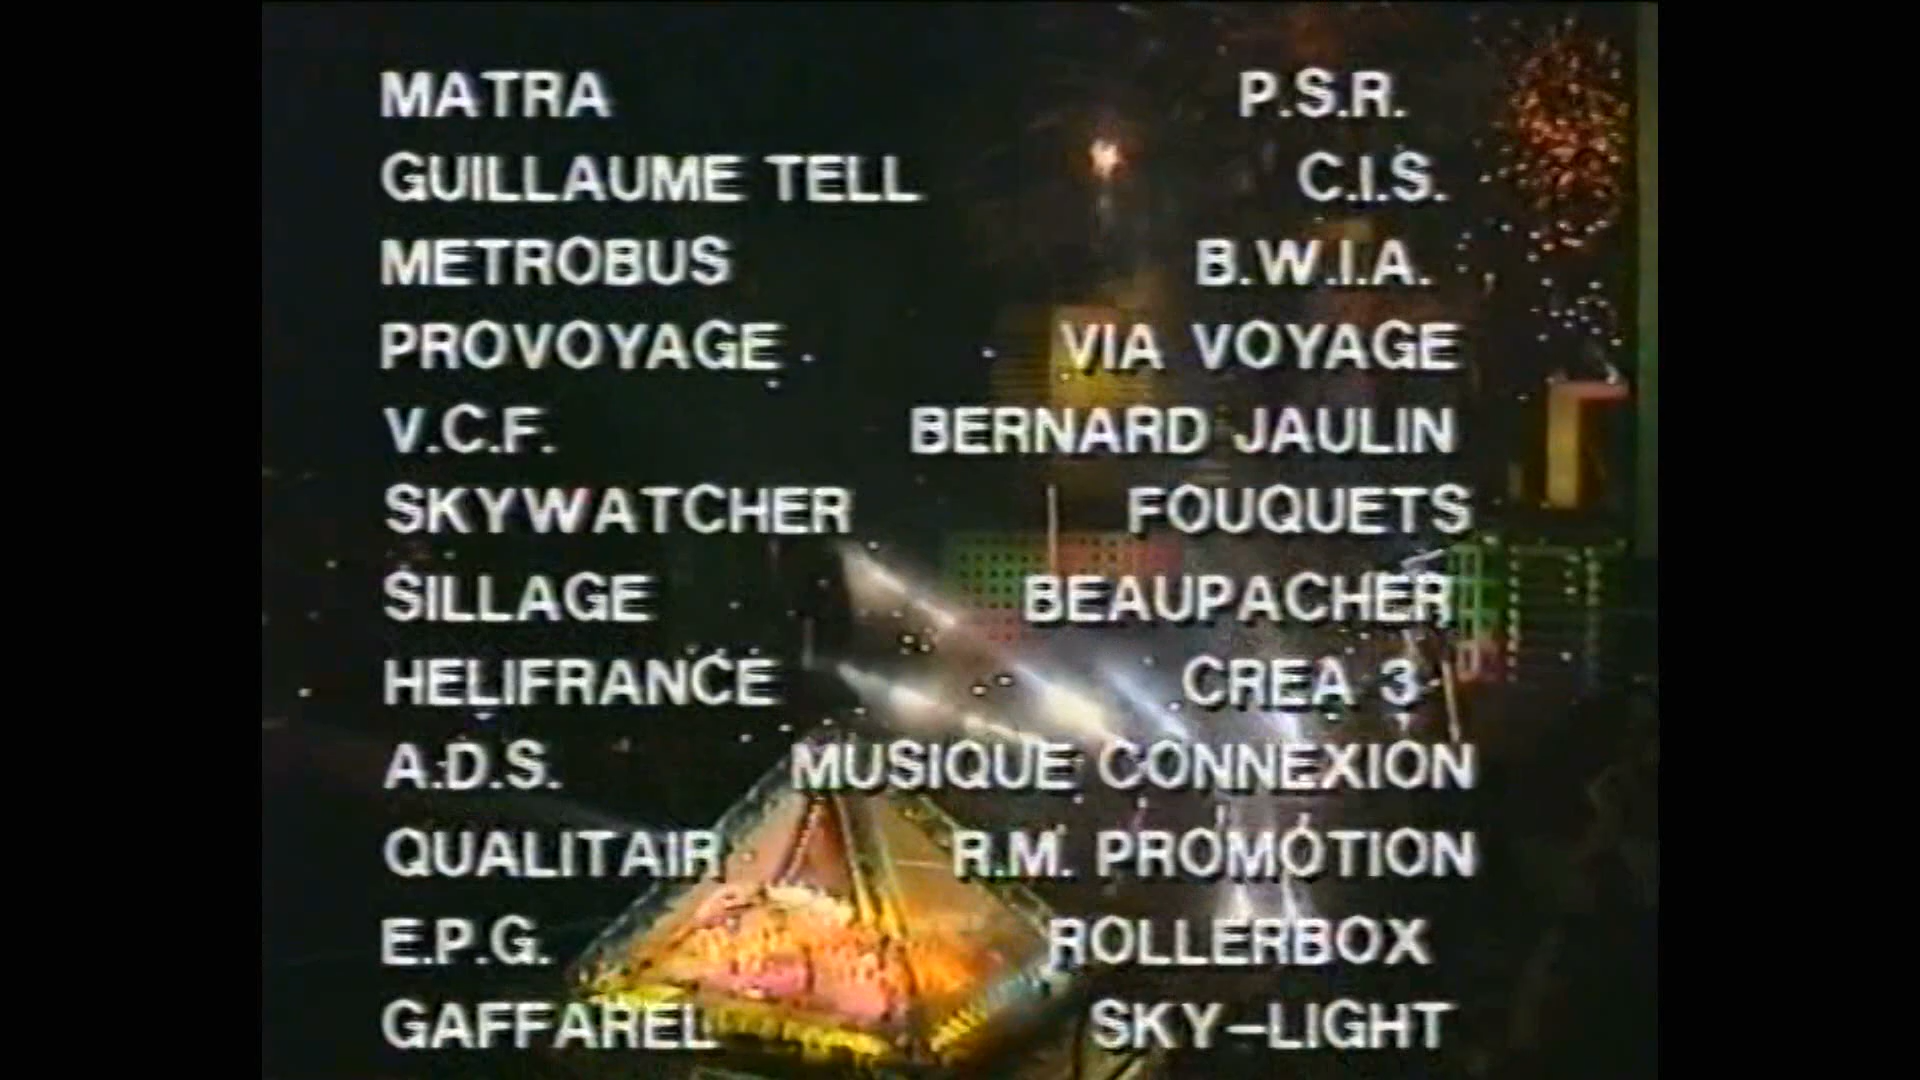 MATRA P.S.R.
GUILLAUME TELL C.I.S.
METROBUS B.W.I.A.
PROVOYAGE VIA VOYAGE
V.C.F. BERNARD JAULIN
SKYWATCHER FOUQUETS
SILLAGE BEAUPACHER
HELIFRANCE CREA 3
A.D.S. MUSIQUE CONNEXION
QUALITAIR R.M. PROMOTION
E.P.G. ROLLERBOX
GAFFAREL SKY-LIGHT